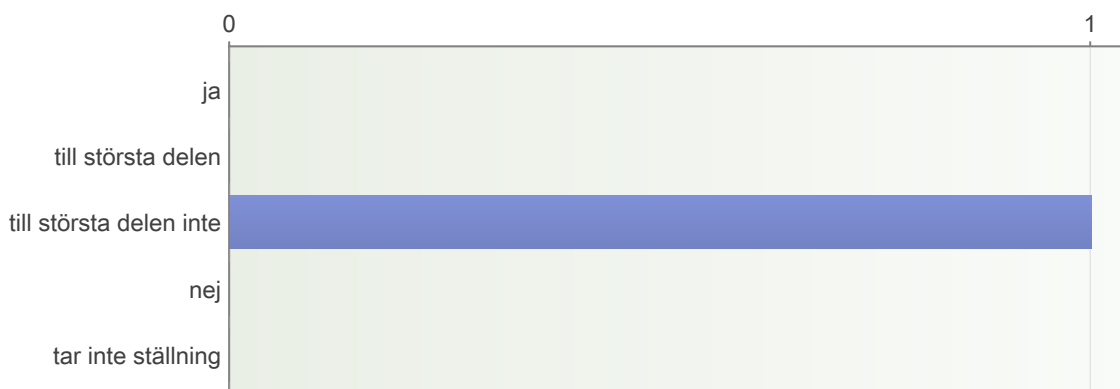 0 1
ja
till största delen
till största delen inte
nej
tar inte ställning